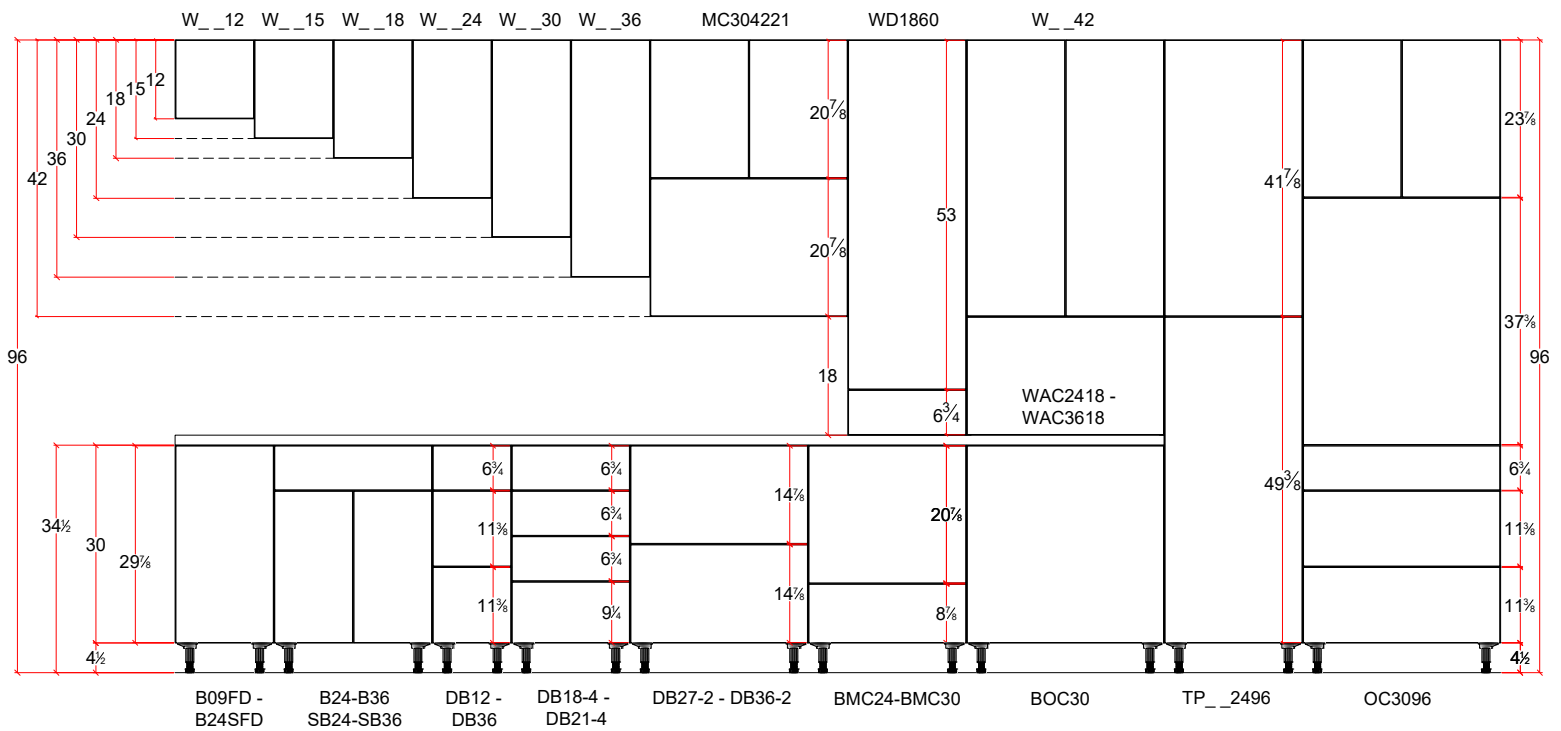 W_ _12 W_ _15 W_ _18 W_ _24 W_ _30 W_ _36 MC304221 WD1860 W_ _42
12
15
18
24
30
36
42
96
20⅞
20⅞
18
53
6¾
41⅞
49⅜
23⅞
37⅜
96
6¾
11⅜
11⅜
4½
WAC2418 -
WAC3618
34½
30
29⅞
4½
6¾
11⅜
11⅜
6¾
6¾
6¾
9¼
14⅞
14⅞
20⅞
8⅞
B09FD -
B24SFD
B24-B36
SB24-SB36
DB12 -
DB36
DB18-4 -
DB21-4
DB27-2 - DB36-2
BMC24-BMC30
BOC30
TP_ _2496
OC3096